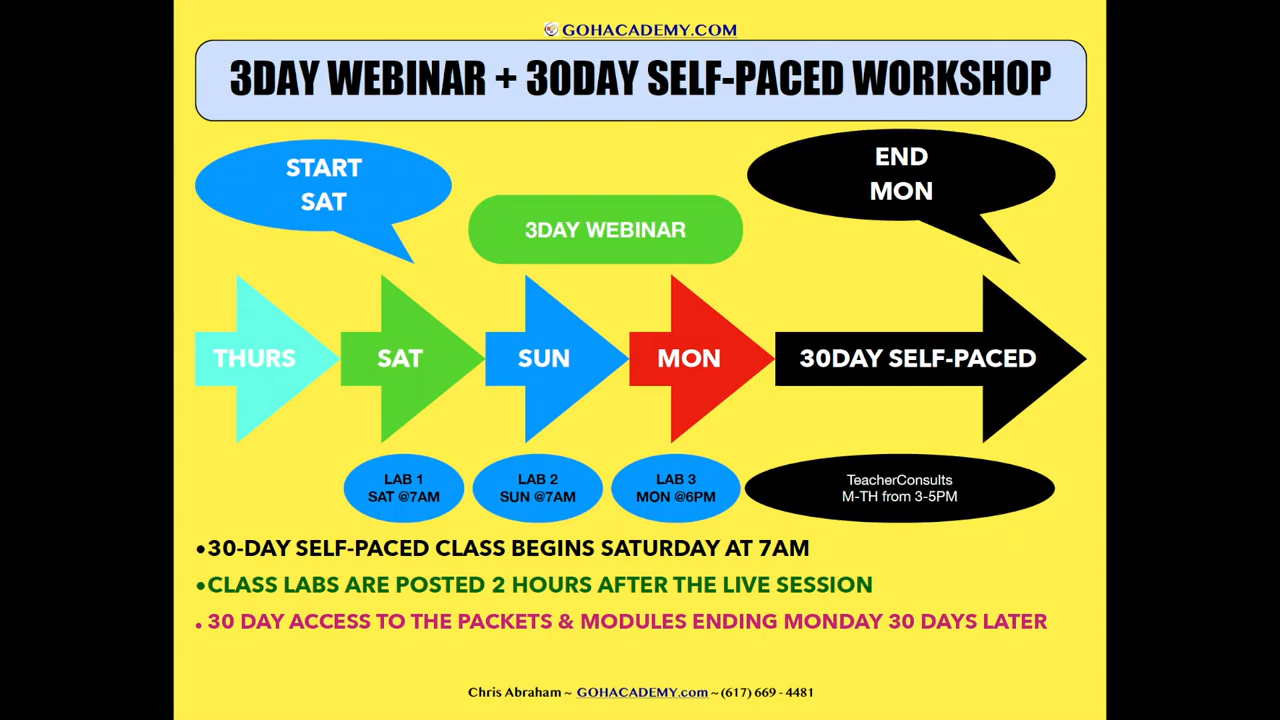 GOHACADEMY.COM
3DAY WEBINAR + 30DAY SELF-PACED WORKSHOP
START
SAT
END
MON
3DAY WEBINAR
THURS
SAT
SUN
MON
30DAY SELF-PACED
LAB 1
SAT @7AM
LAB 2
SUN @7AM
LAB 3
MON @6PM
TeacherConsults
M-TH from 3-5PM
•30-DAY SELF-PACED CLASS BEGINS SATURDAY AT 7AM
•CLASS LABS ARE POSTED 2 HOURS AFTER THE LIVE SESSION
• 30 DAY ACCESS TO THE PACKETS & MODULES ENDING MONDAY 30 DAYS LATER
Chris Abraham ~ GOHACADEMY.com ~ (617) 669 - 4481